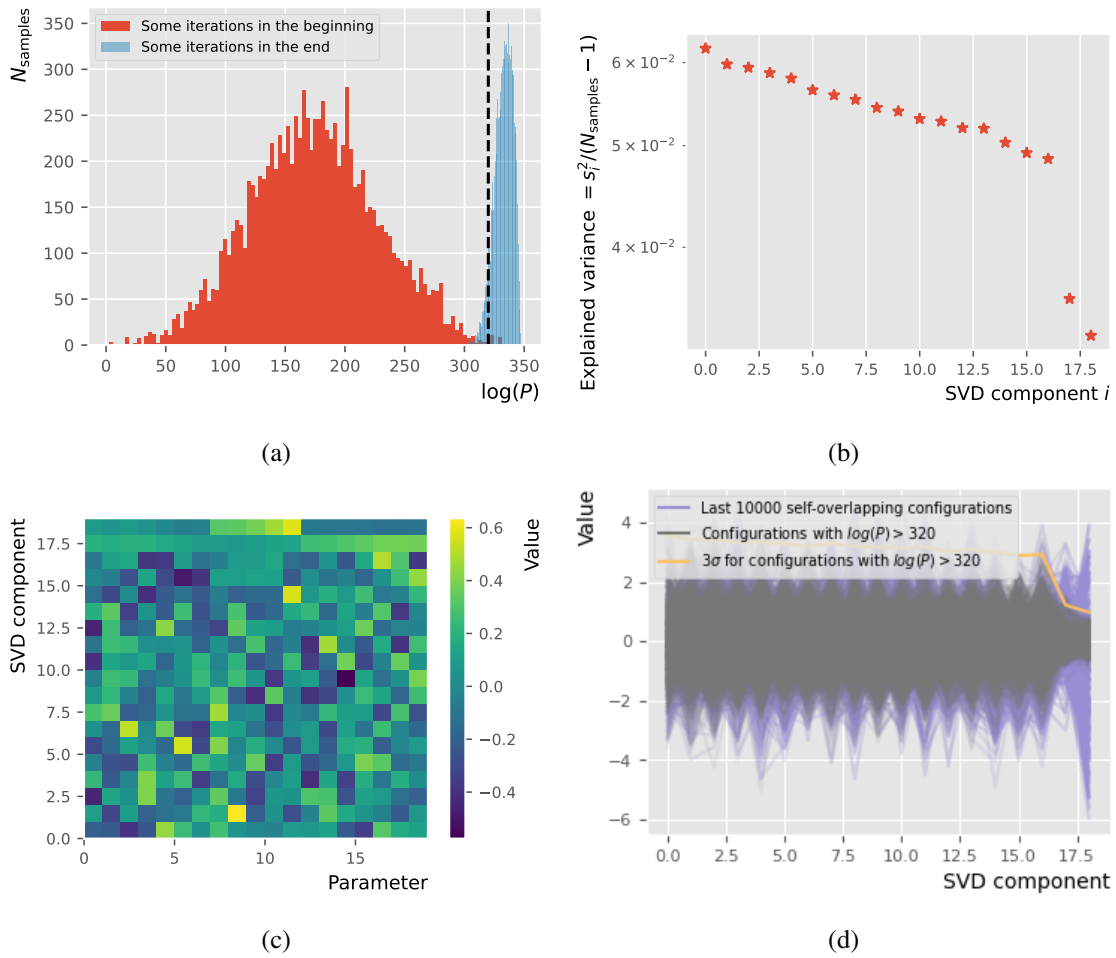 350
300
250
200
150
100
50
0
N_samples
Some iterations in the beginning
Some iterations in the end
0 50 100 150 200 250 300 350
log(P)
(a)
6 × 10⁻²
5 × 10⁻²
4 × 10⁻²
Explained variance = s_i²/(N_samples − 1)
0.0 2.5 5.0 7.5 10.0 12.5 15.0 17.5
SVD component i
(b)
17.5
15.0
12.5
10.0
7.5
5.0
2.5
0.0
SVD component
0 5 10 15
Parameter
0.6
0.4
0.2
0.0
−0.2
−0.4
Value
(c)
Value
Last 10000 self-overlapping configurations
Configurations with log(P) > 320
3σ for configurations with log(P) > 320
4
2
0
−2
−4
−6
0.0 2.5 5.0 7.5 10.0 12.5 15.0 17.5
SVD component
(d)